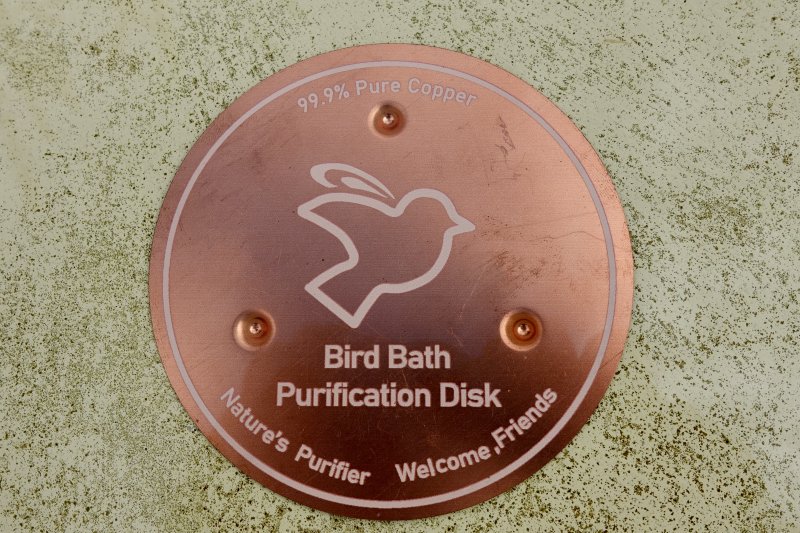 99.9% Pure Copper
Bird Bath
Purification Disk
Nature's Purifier Welcome,Friends